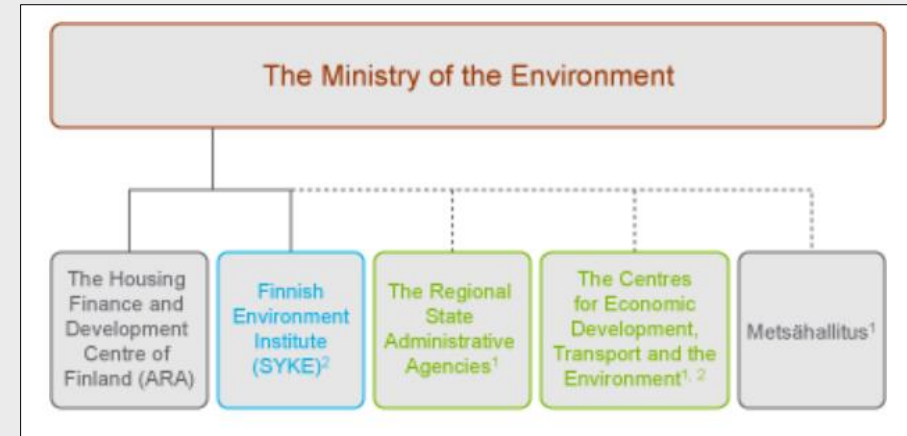 The Ministry of the Environment
The Housing
Finance and
Development
Centre of
Finland (ARA)
Finnish
Environment
Institute
(SYKE)²
The Regional
State
Administrative
Agencies¹
The Centres
for Economic
Development,
Transport and the
Environment¹, ²
Metsähallitus¹